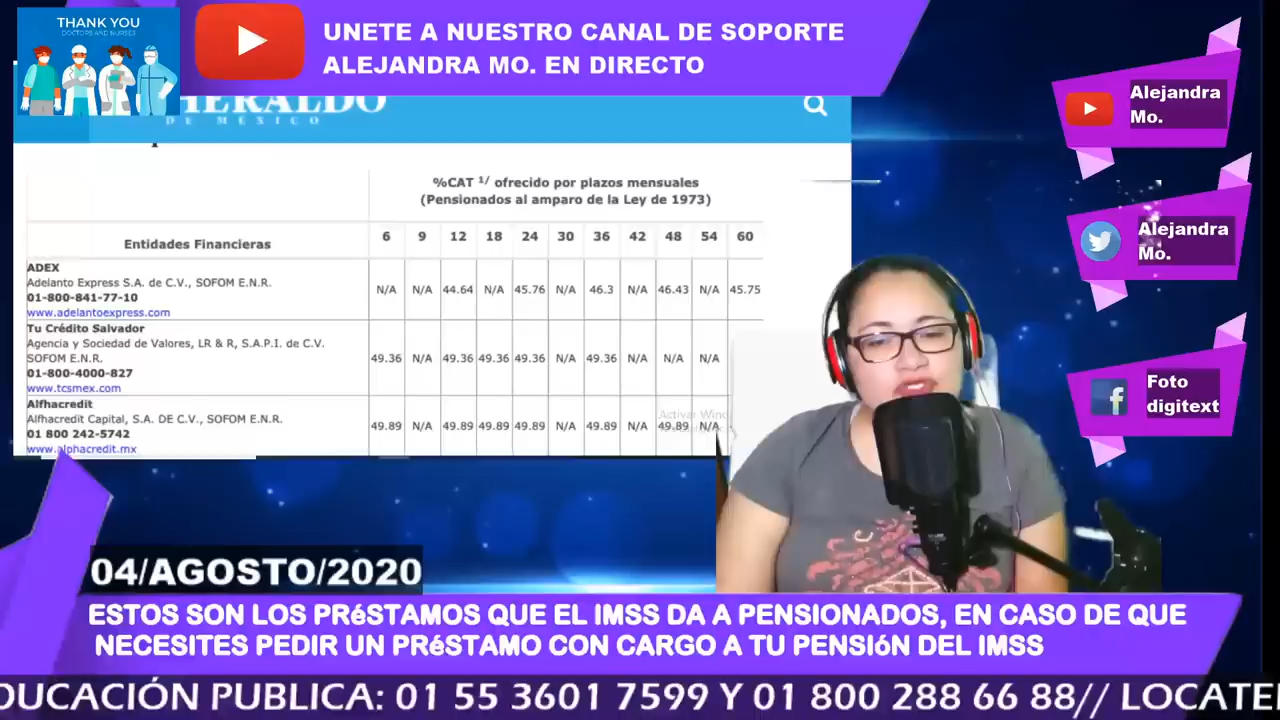 THANK YOU
DOCTORS AND NURSES
UNETE A NUESTRO CANAL DE SOPORTE
ALEJANDRA MO. EN DIRECTO
HERALDO
DE MÉXICO
%CAT 1/ ofrecido por plazos mensuales
(Pensionados al amparo de la Ley de 1973)
Entidades Financieras 6 9 12 18 24 30 36 42 48 54 60
ADEX
Adelanto Express S.A. de C.V., SOFOM E.N.R.
01-800-841-77-10
www.adelantoexpress.com
N/A N/A 44.64 N/A 45.76 N/A 46.3 N/A 46.43 N/A 45.75
Tu Crédito Salvador
Agencia y Sociedad de Valores, LR & R, S.A.P.I. de C.V.
SOFOM E.N.R.
01-800-4000-827
www.tcsmex.com
49.36 N/A 49.36 49.36 49.36 N/A 49.36 N/A N/A N/A
Alfhacredit
Alfhacredit Capital, S.A. DE C.V., SOFOM E.N.R.
01 800 242-5742
www.alphacredit.mx
49.89 N/A 49.89 49.89 49.89 N/A 49.89 N/A 49.89 N/A
Activar Wind
Alejandra
Mo.
Alejandra
Mo.
Foto
digitext
04/AGOSTO/2020
ESTOS SON LOS PRéSTAMOS QUE EL IMSS DA A PENSIONADOS, EN CASO DE QUE
NECESITES PEDIR UN PRéSTAMO CON CARGO A TU PENSIóN DEL IMSS
DUCACIÓN PUBLICA: 01 55 3601 7599 Y 01 800 288 66 88// LOCATE